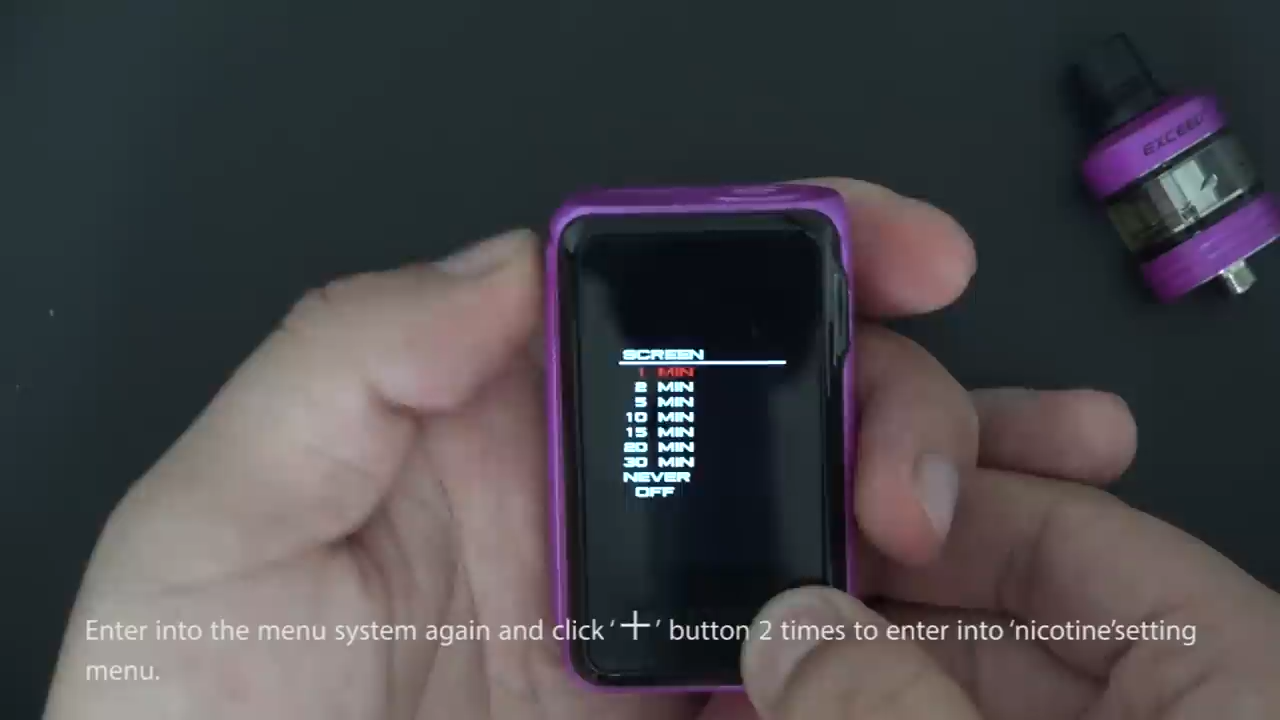 EXCEED
SCREEN
1 MIN
2 MIN
5 MIN
10 MIN
15 MIN
20 MIN
30 MIN
NEVER
OFF
Enter into the menu system again and click ‘+’ button 2 times to enter into ‘nicotine’setting
menu.